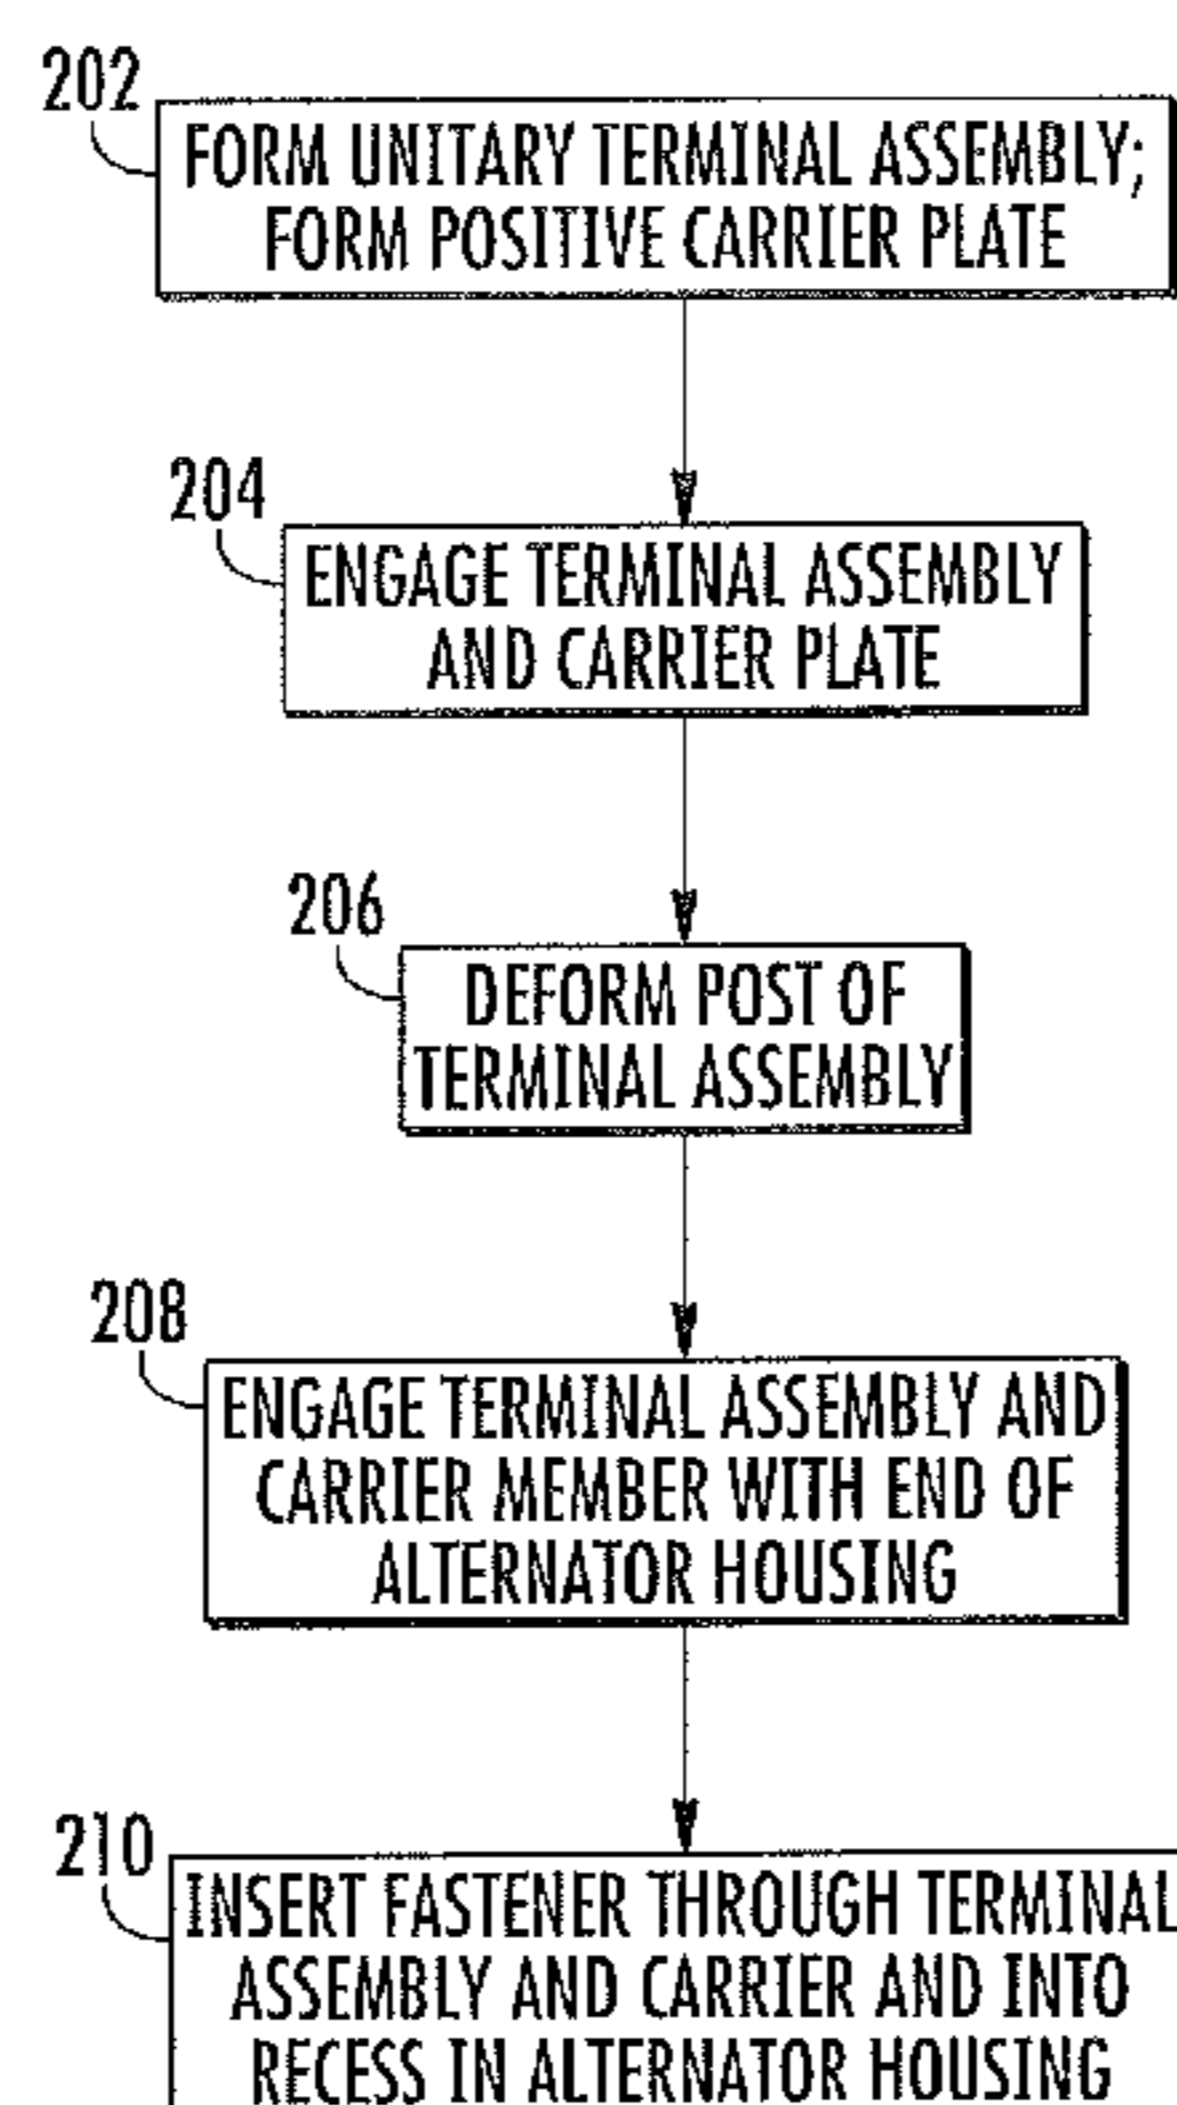 202
FORM UNITARY TERMINAL ASSEMBLY;
FORM POSITIVE CARRIER PLATE
204
ENGAGE TERMINAL ASSEMBLY
AND CARRIER PLATE
206
DEFORM POST OF
TERMINAL ASSEMBLY
208
ENGAGE TERMINAL ASSEMBLY AND
CARRIER MEMBER WITH END OF
ALTERNATOR HOUSING
210
INSERT FASTENER THROUGH TERMINAL
ASSEMBLY AND CARRIER AND INTO
RECESS IN ALTERNATOR HOUSING